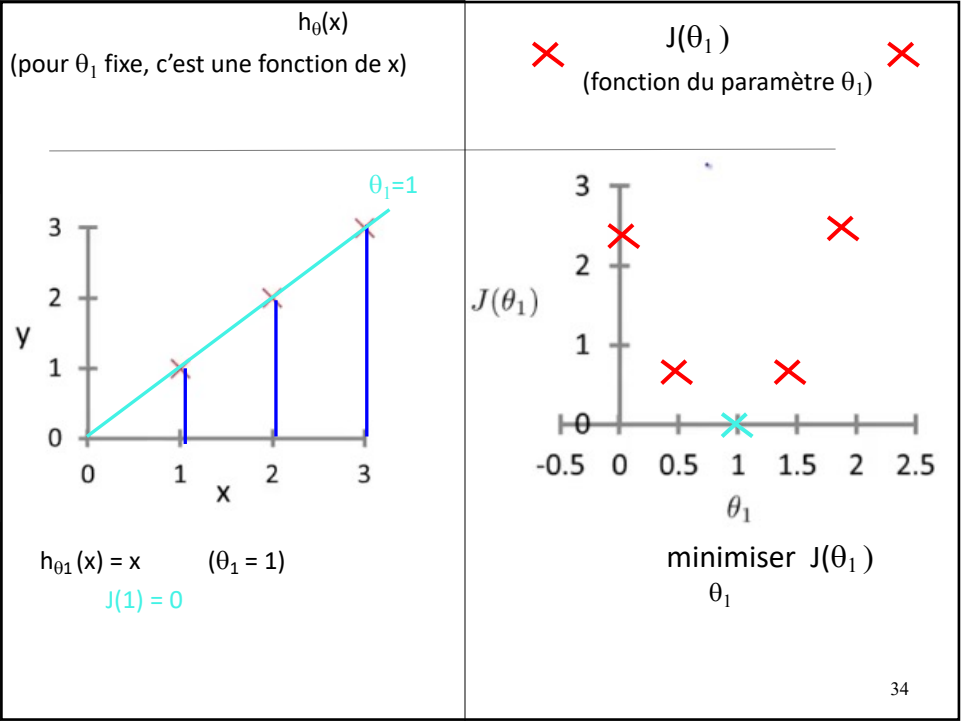 hθ(x)
(pour θ1 fixe, c'est une fonction de x)
J(θ1 )
(fonction du paramètre θ1)
θ1=1
3
2
y
1
0
0 1 2 3
x
hθ1 (x) = x (θ1 = 1)
J(1) = 0
3
2
J(θ1)
1
0
-0.5 0 0.5 1 1.5 2 2.5
θ1
minimiser J(θ1 )
θ1
34